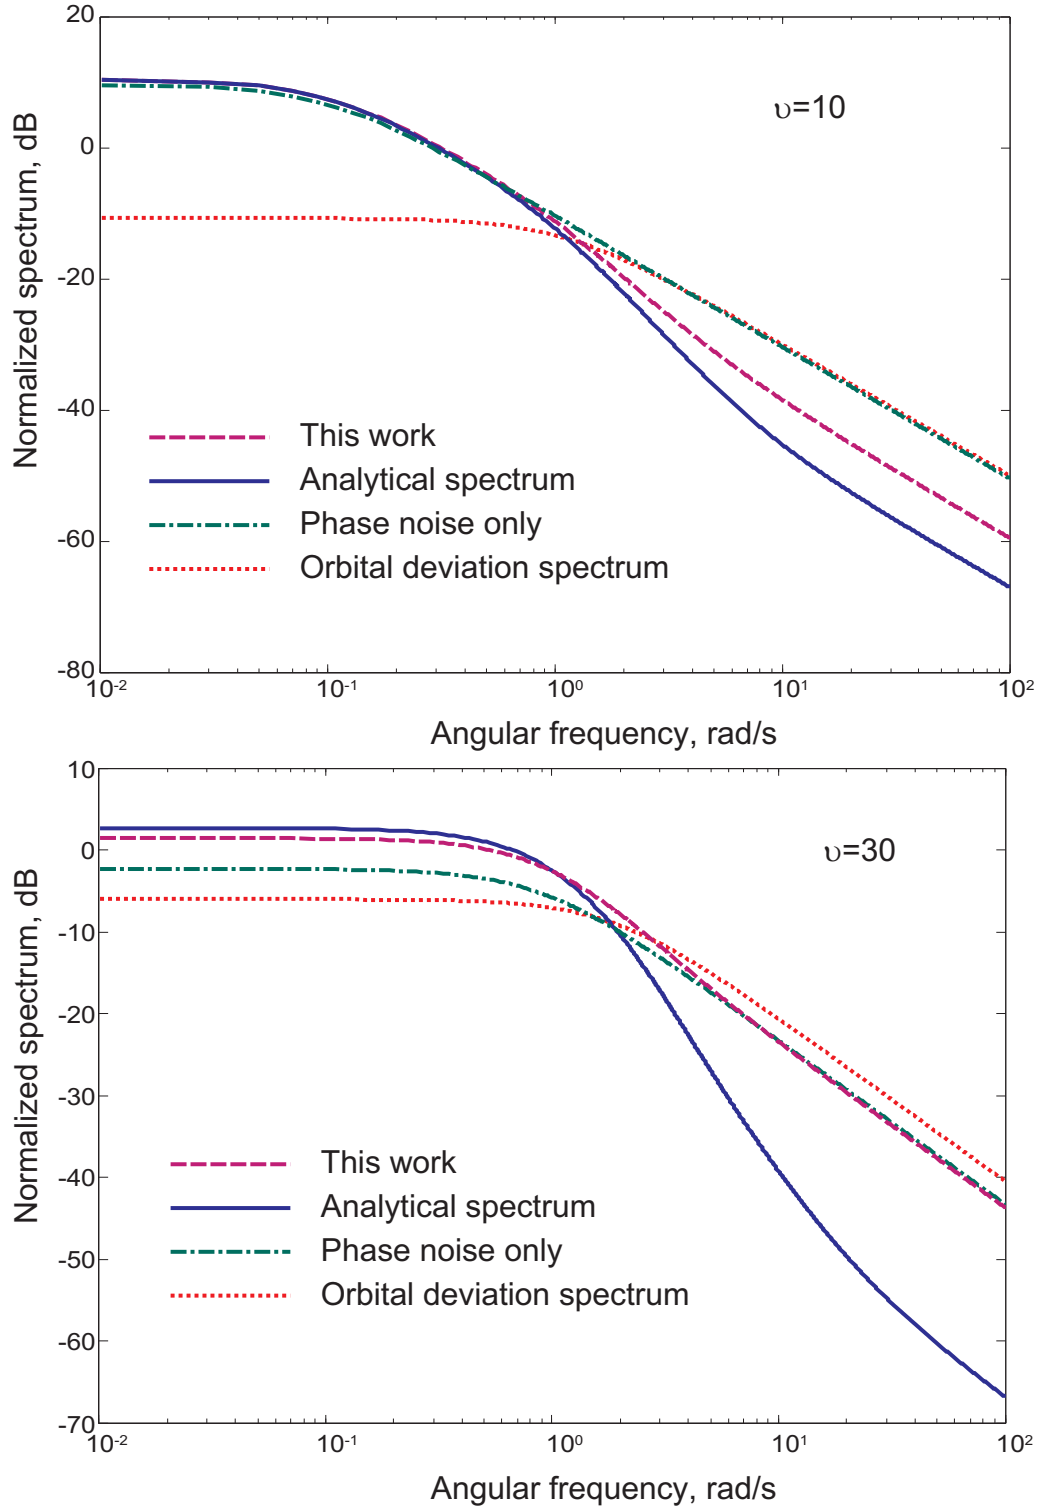 20
0
-20
-40
-60
-80
Normalized spectrum, dB
υ=10
This work
Analytical spectrum
Phase noise only
Orbital deviation spectrum
10-2 10-1 100 101 102
Angular frequency, rad/s
10
0
-10
-20
-30
-40
-50
-60
-70
Normalized spectrum, dB
υ=30
This work
Analytical spectrum
Phase noise only
Orbital deviation spectrum
10-2 10-1 100 101 102
Angular frequency, rad/s